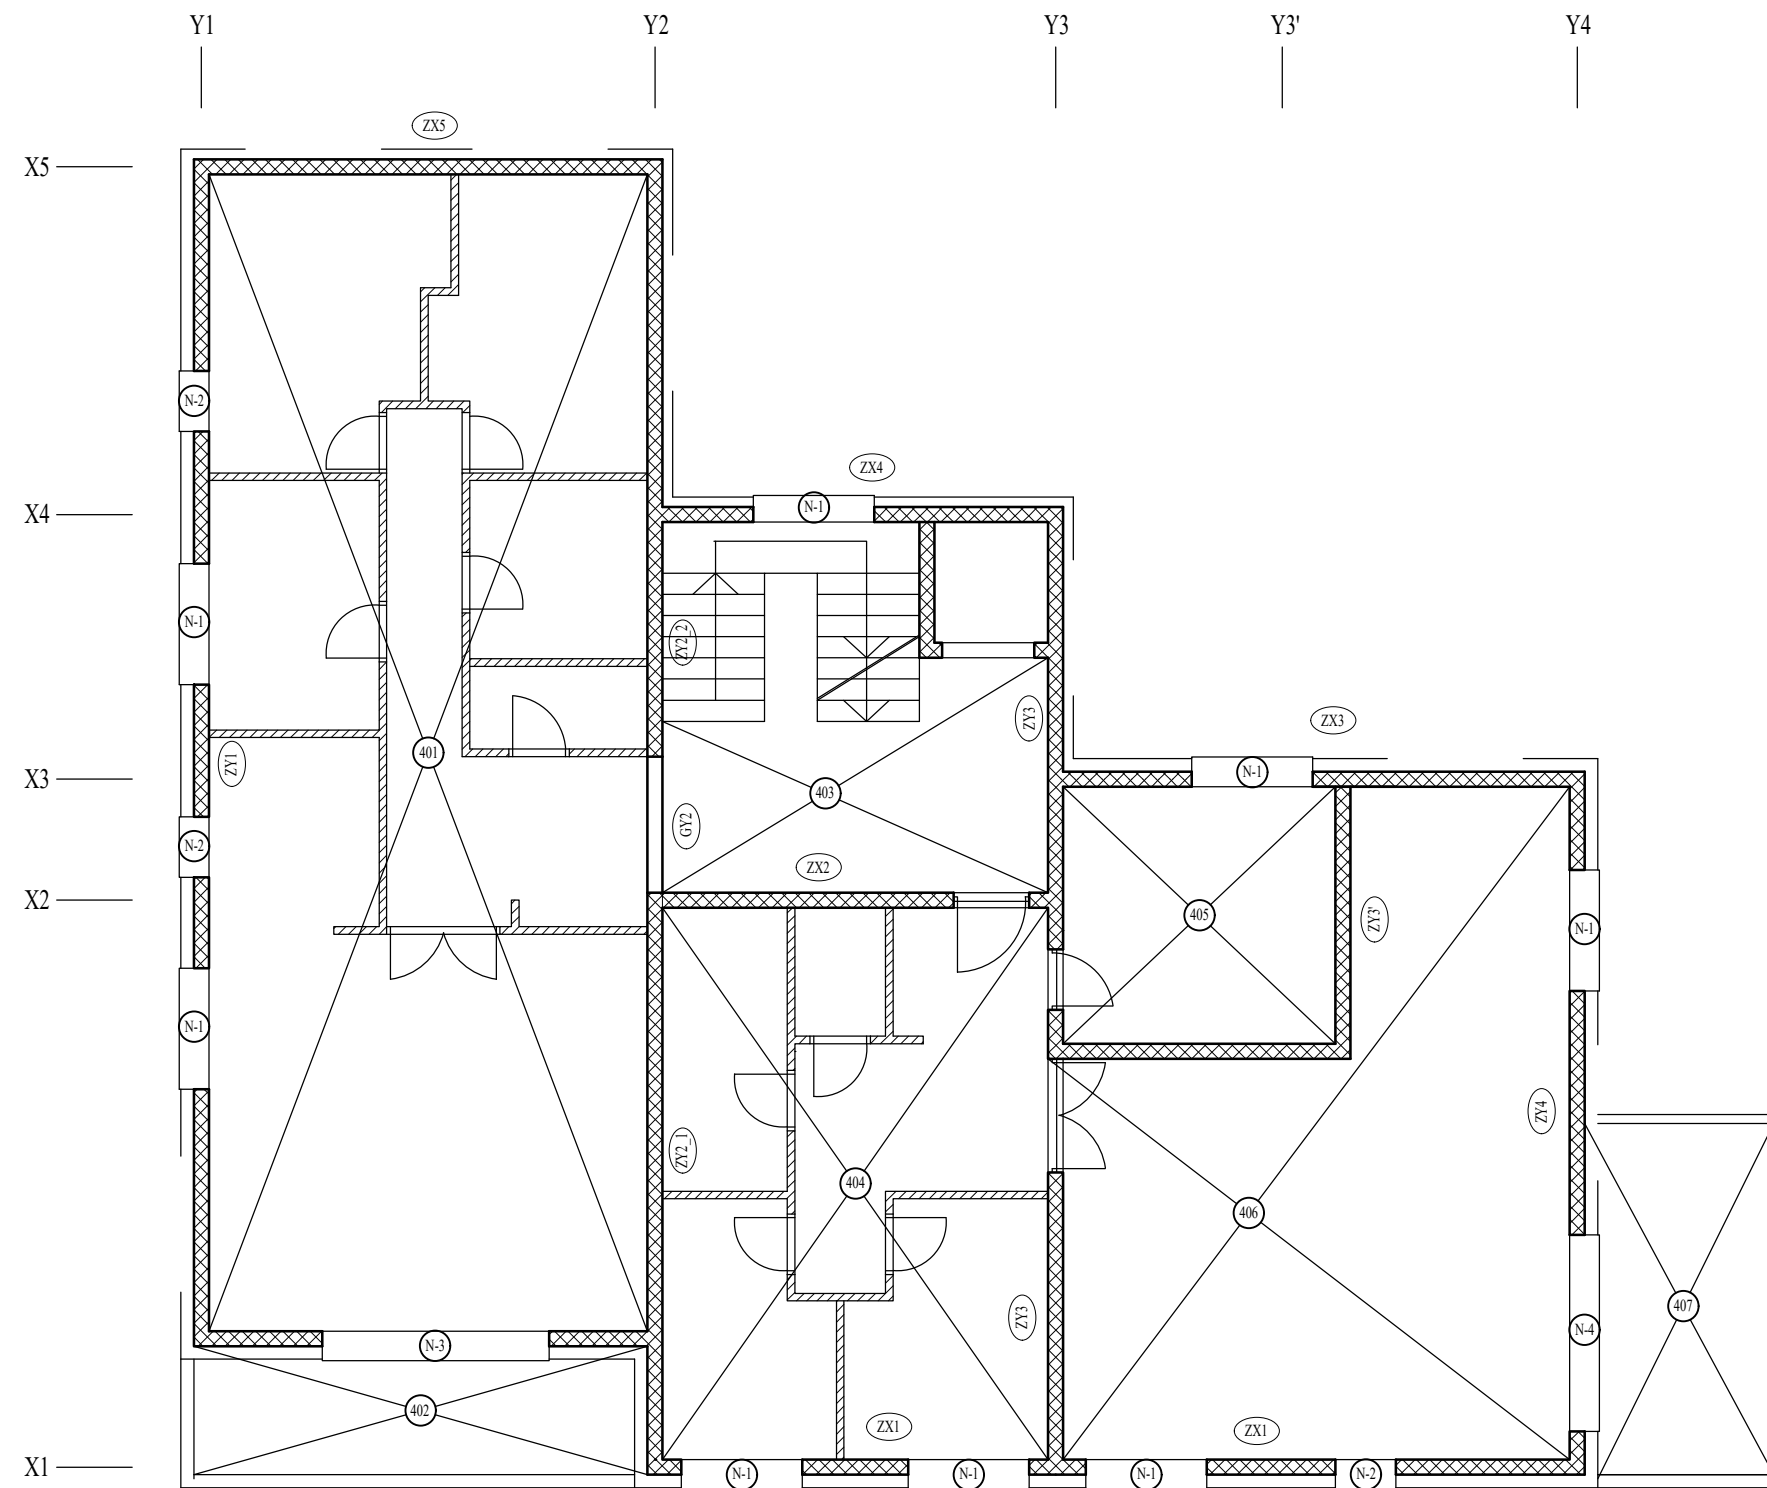 Y1 Y2 Y3 Y3' Y4
ZX5
X5
N-2
ZX4
X4 N-1
N-1 ZY2_2
ZY3 ZX3
ZY1 401
X3 N-1
403
GY2
N-2 ZX2
X2
405 ZY3' N-1
N-1
ZY4
ZY2_1
404
406
407
ZY3 N-4
N-3
402
ZX1 ZX1
X1 N-1 N-1 N-1 N-2